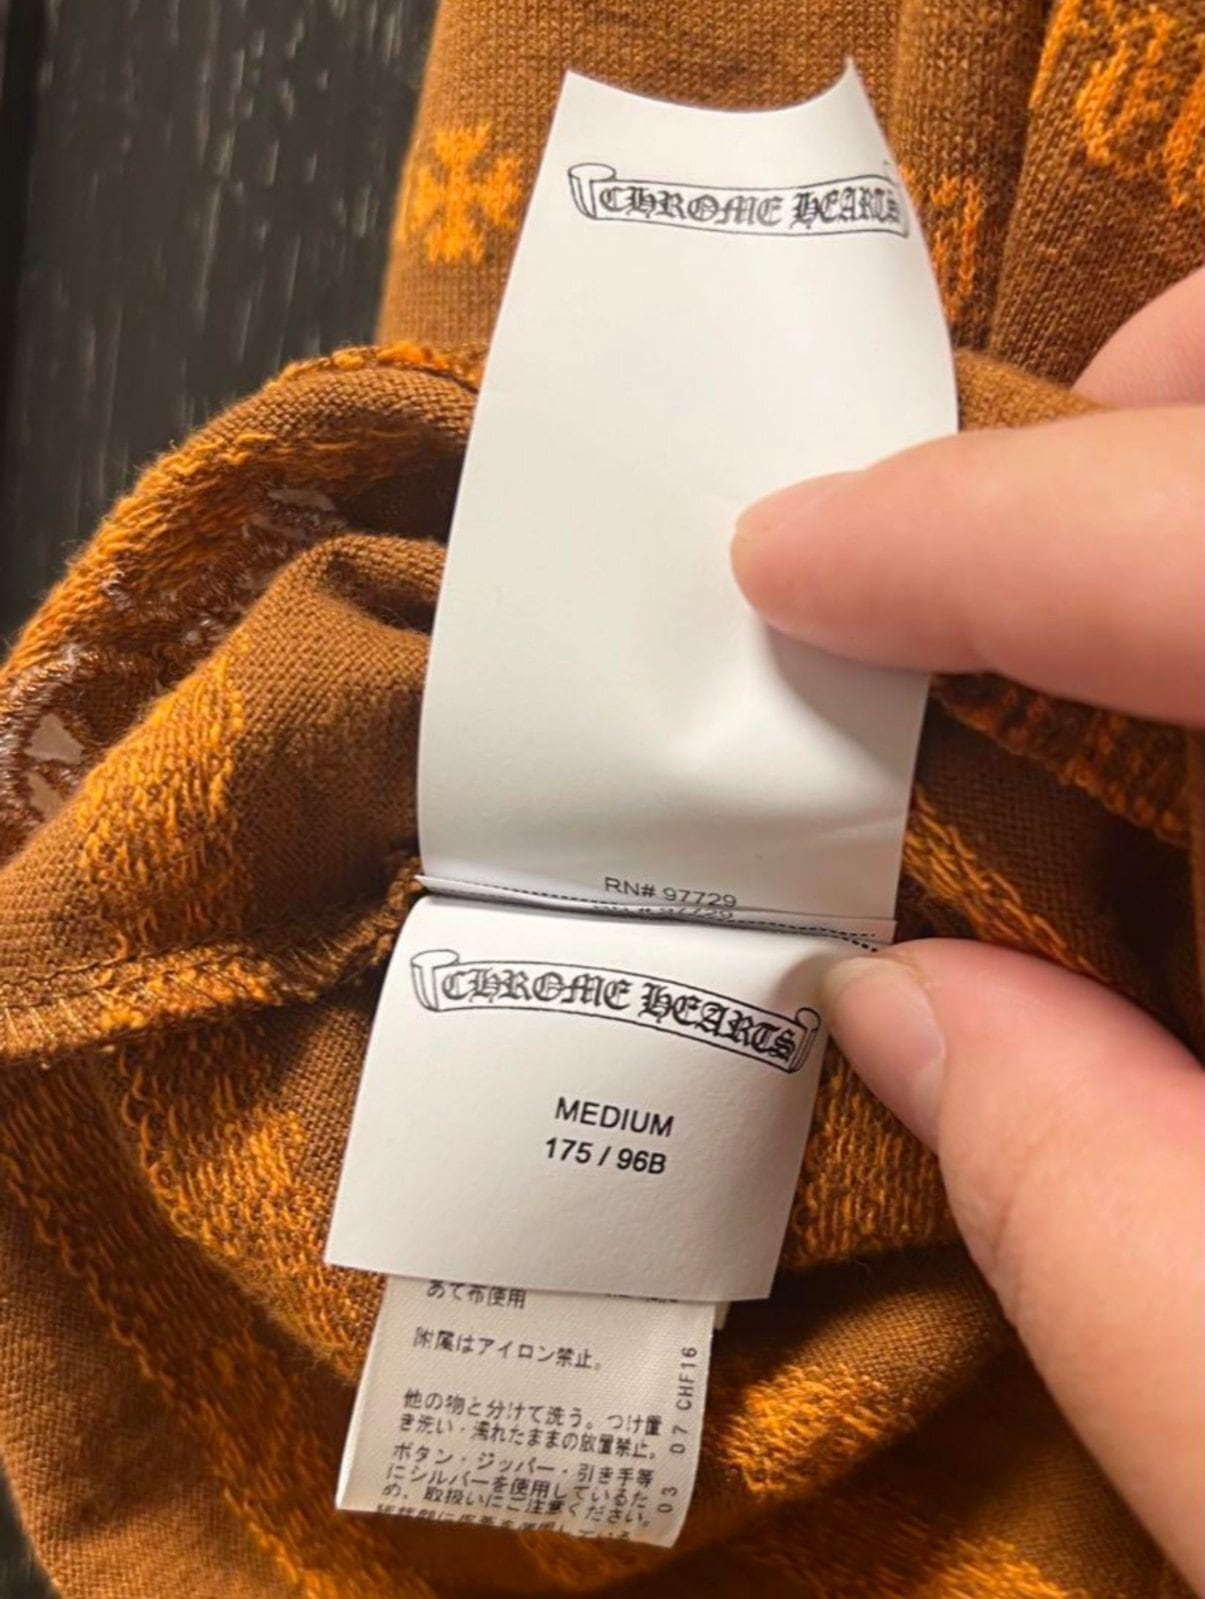 CHROME HEARTS
RN# 97729
97729
CHROME HEARTS
MEDIUM
175 / 96B
あて布使用
附属はアイロン禁止。
他の物と分けて洗う。つけ置
き洗い・濡れたままの放置禁止。
ボタン・ジッパー・引き手等
にシルバーを使用しているた
め、取扱いにご注意ください。
03 07 CHF16